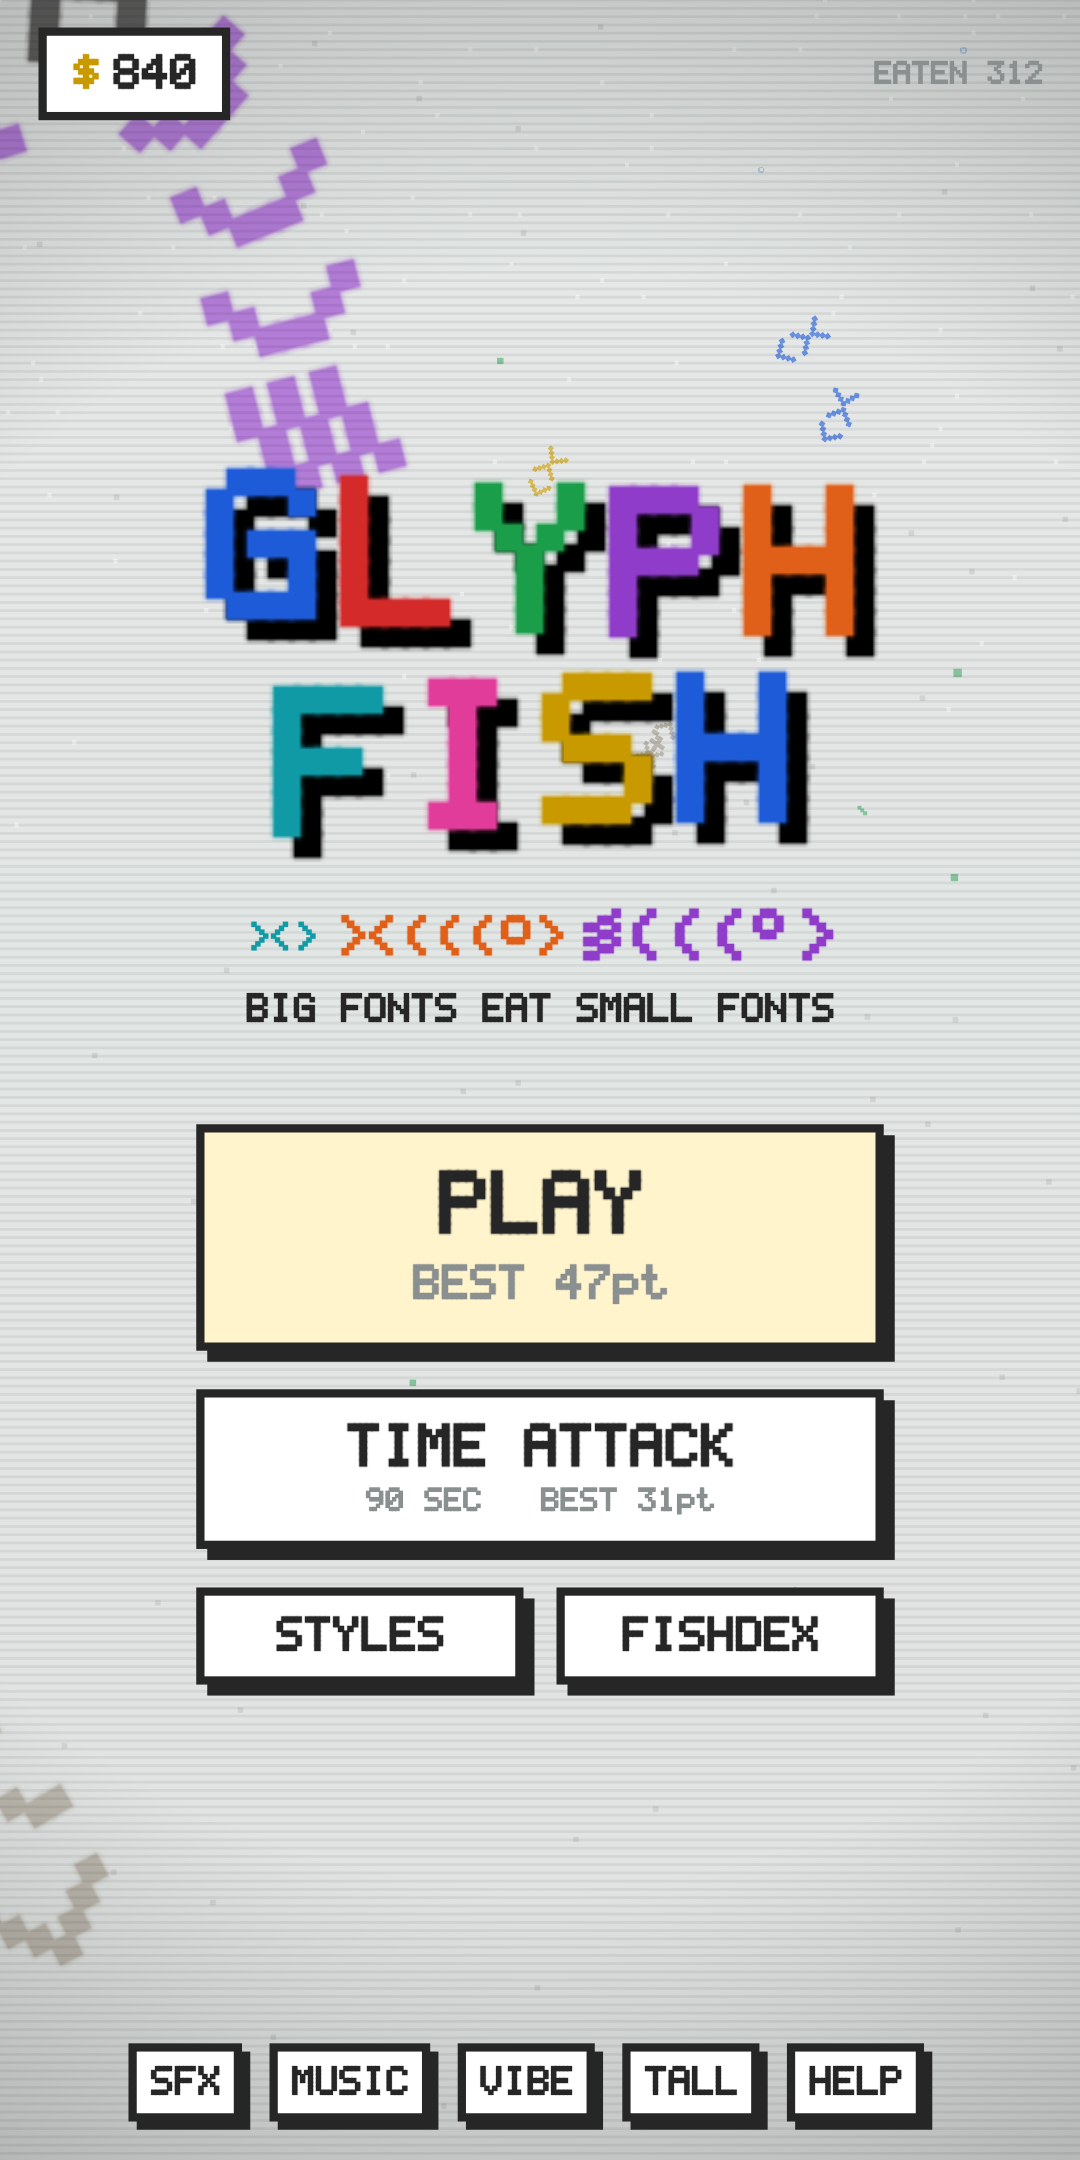 $ 840
EATEN 312
GLYPH
FISH
><> ><(((º> ≸(((º>
BIG FONTS EAT SMALL FONTS
PLAY
BEST 47pt
TIME ATTACK
90 SEC BEST 31pt
STYLES FISHDEX
SFX MUSIC VIBE TALL HELP